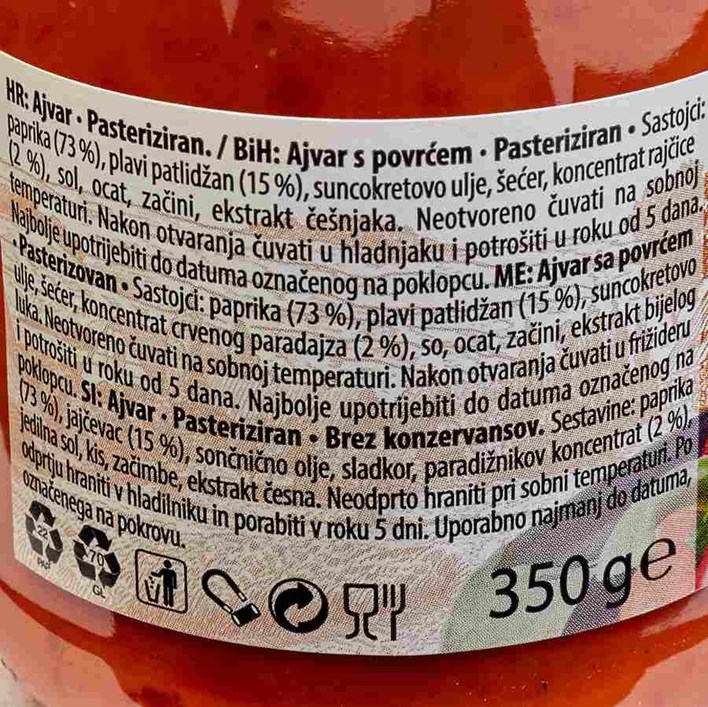 HR: Ajvar • Pasteriziran. / BiH: Ajvar s povrćem • Pasteriziran • Sastojci:
paprika (73 %), plavi patlidžan (15 %), suncokretovo ulje, šećer, koncentrat rajčice
(2 %), sol, ocat, začini, ekstrakt češnjaka. Neotvoreno čuvati na sobnoj
temperaturi. Nakon otvaranja čuvati u hladnjaku i potrošiti u roku od 5 dana.
Najbolje upotrijebiti do datuma označenog na poklopcu. ME: Ajvar sa povrćem
• Pasterizovan • Sastojci: paprika (73 %), plavi patlidžan (15 %), suncokretovo
ulje, šećer, koncentrat crvenog paradajza (2 %), so, ocat, začini, ekstrakt bijelog
luka. Neotvoreno čuvati na sobnoj temperaturi. Nakon otvaranja čuvati u frižideru
i potrošiti u roku od 5 dana. Najbolje upotrijebiti do datuma označenog na
poklopcu. SI: Ajvar • Pasteriziran • Brez konzervansov. Sestavine: paprika
(73 %), jajčevac (15 %), sončnično olje, sladkor, paradižnikov koncentrat (2 %),
jedilna sol, kis, začimbe, ekstrakt česna. Neodprto hraniti pri sobni temperaturi. Po
odprtju hraniti v hladilniku in porabiti v roku 5 dni. Uporabno najmanj do datuma,
označenega na pokrovu.
22
PAP
70
GL
350 g e